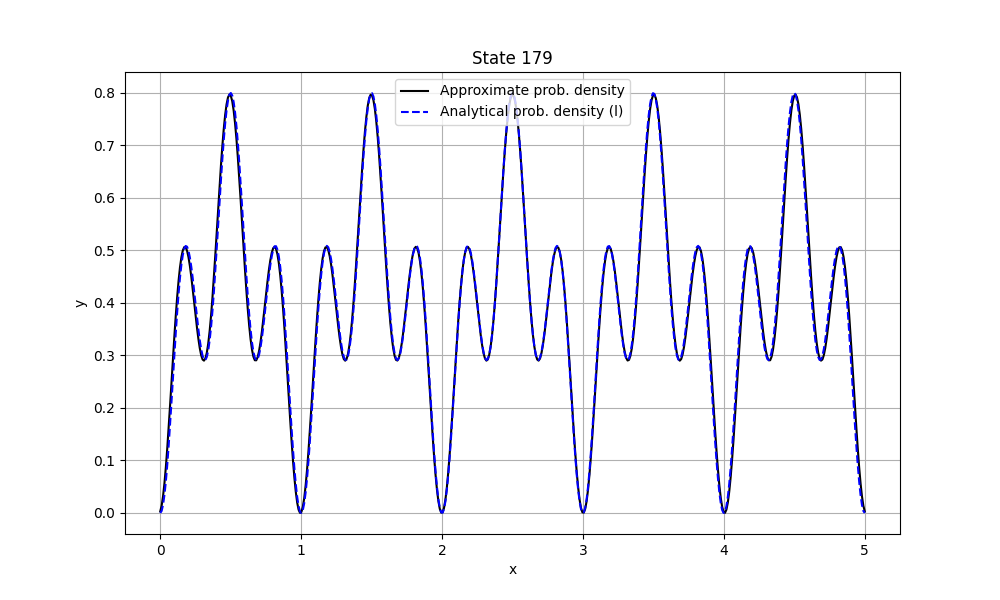 State 179
Approximate prob. density
Analytical prob. density (l)
y
0.8
0.7
0.6
0.5
0.4
0.3
0.2
0.1
0.0
0 1 2 3 4 5
x